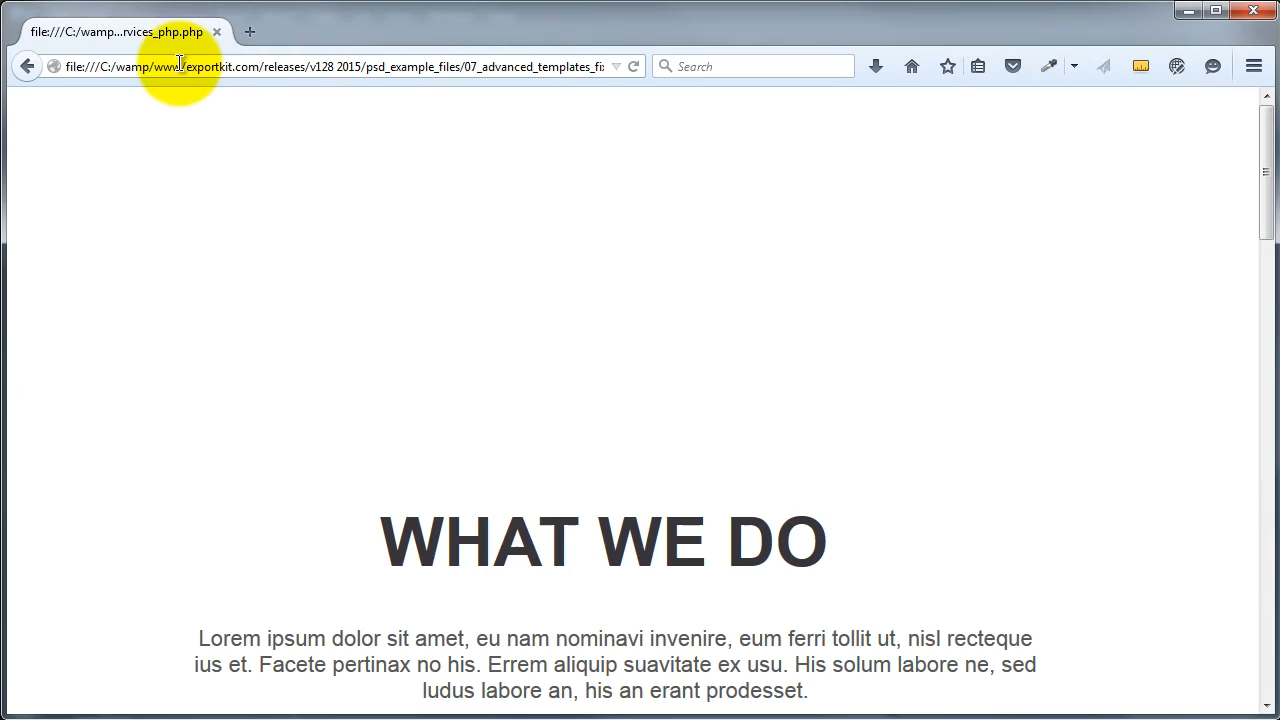 file:///C:/wamp...rvices_php.php
file:///C:/wamp/www.exportkit.com/releases/v128 2015/psd_example_files/07_advanced_templates_fix
Search
WHAT WE DO
Lorem ipsum dolor sit amet, eu nam nominavi invenire, eum ferri tollit ut, nisl recteque
ius et. Facete pertinax no his. Errem aliquip suavitate ex usu. His solum labore ne, sed
ludus labore an, his an erant prodesset.